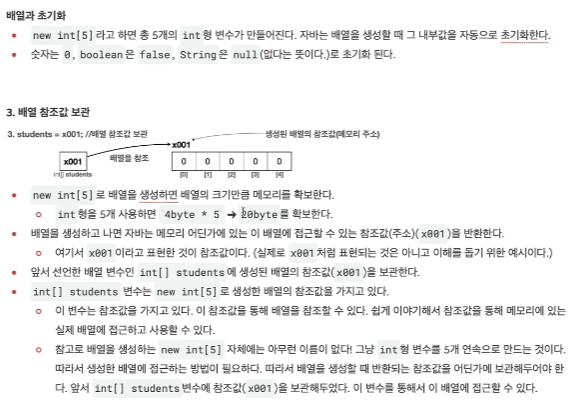 배열과 초기화
• new int[5] 라고 하면 총 5개의 int 형 변수가 만들어진다. 자바는 배열을 생성할 때 그 내부값을 자동으로 초기화한다.
• 숫자는 0, boolean 은 false, String 은 null (없다는 뜻이다.)로 초기화 된다.
3. 배열 참조값 보관
3. students = x001; //배열 참조값 보관
생성된 배열의 참조값(메모리 주소)
x001
배열을 참조
x001
0 0 0 0 0
int[] students
[0] [1] [2] [3] [4]
• new int[5] 로 배열을 생성하면 배열의 크기만큼 메모리를 확보한다.
○ int 형을 5개 사용하면 4byte * 5 → 20byte 를 확보한다.
• 배열을 생성하고 나면 자바는 메모리 어딘가에 있는 이 배열에 접근할 수 있는 참조값(주소)(x001)을 반환한다.
○ 여기서 x001 이라고 표현한 것이 참조값이다. (실제로 x001 처럼 표현되는 것은 아니고 이해를 돕기 위한 예시이다.)
• 앞서 선언한 배열 변수인 int[] students 에 생성된 배열의 참조값(x001)을 보관한다.
• int[] students 변수는 new int[5] 로 생성한 배열의 참조값을 가지고 있다.
○ 이 변수는 참조값을 가지고 있다. 이 참조값을 통해 배열을 참조할 수 있다. 쉽게 이야기해서 참조값을 통해 메모리에 있는
실제 배열에 접근하고 사용할 수 있다.
○ 참고로 배열을 생성하는 new int[5] 자체에는 아무런 이름이 없다! 그냥 int 형 변수를 5개 연속으로 만드는 것이다.
따라서 생성한 배열에 접근하는 방법이 필요하다. 따라서 배열을 생성할 때 반환되는 참조값을 어딘가에 보관해두어야 한
다. 앞서 int[] students 변수에 참조값(x001)을 보관해두었다. 이 변수를 통해서 이 배열에 접근할 수 있다.